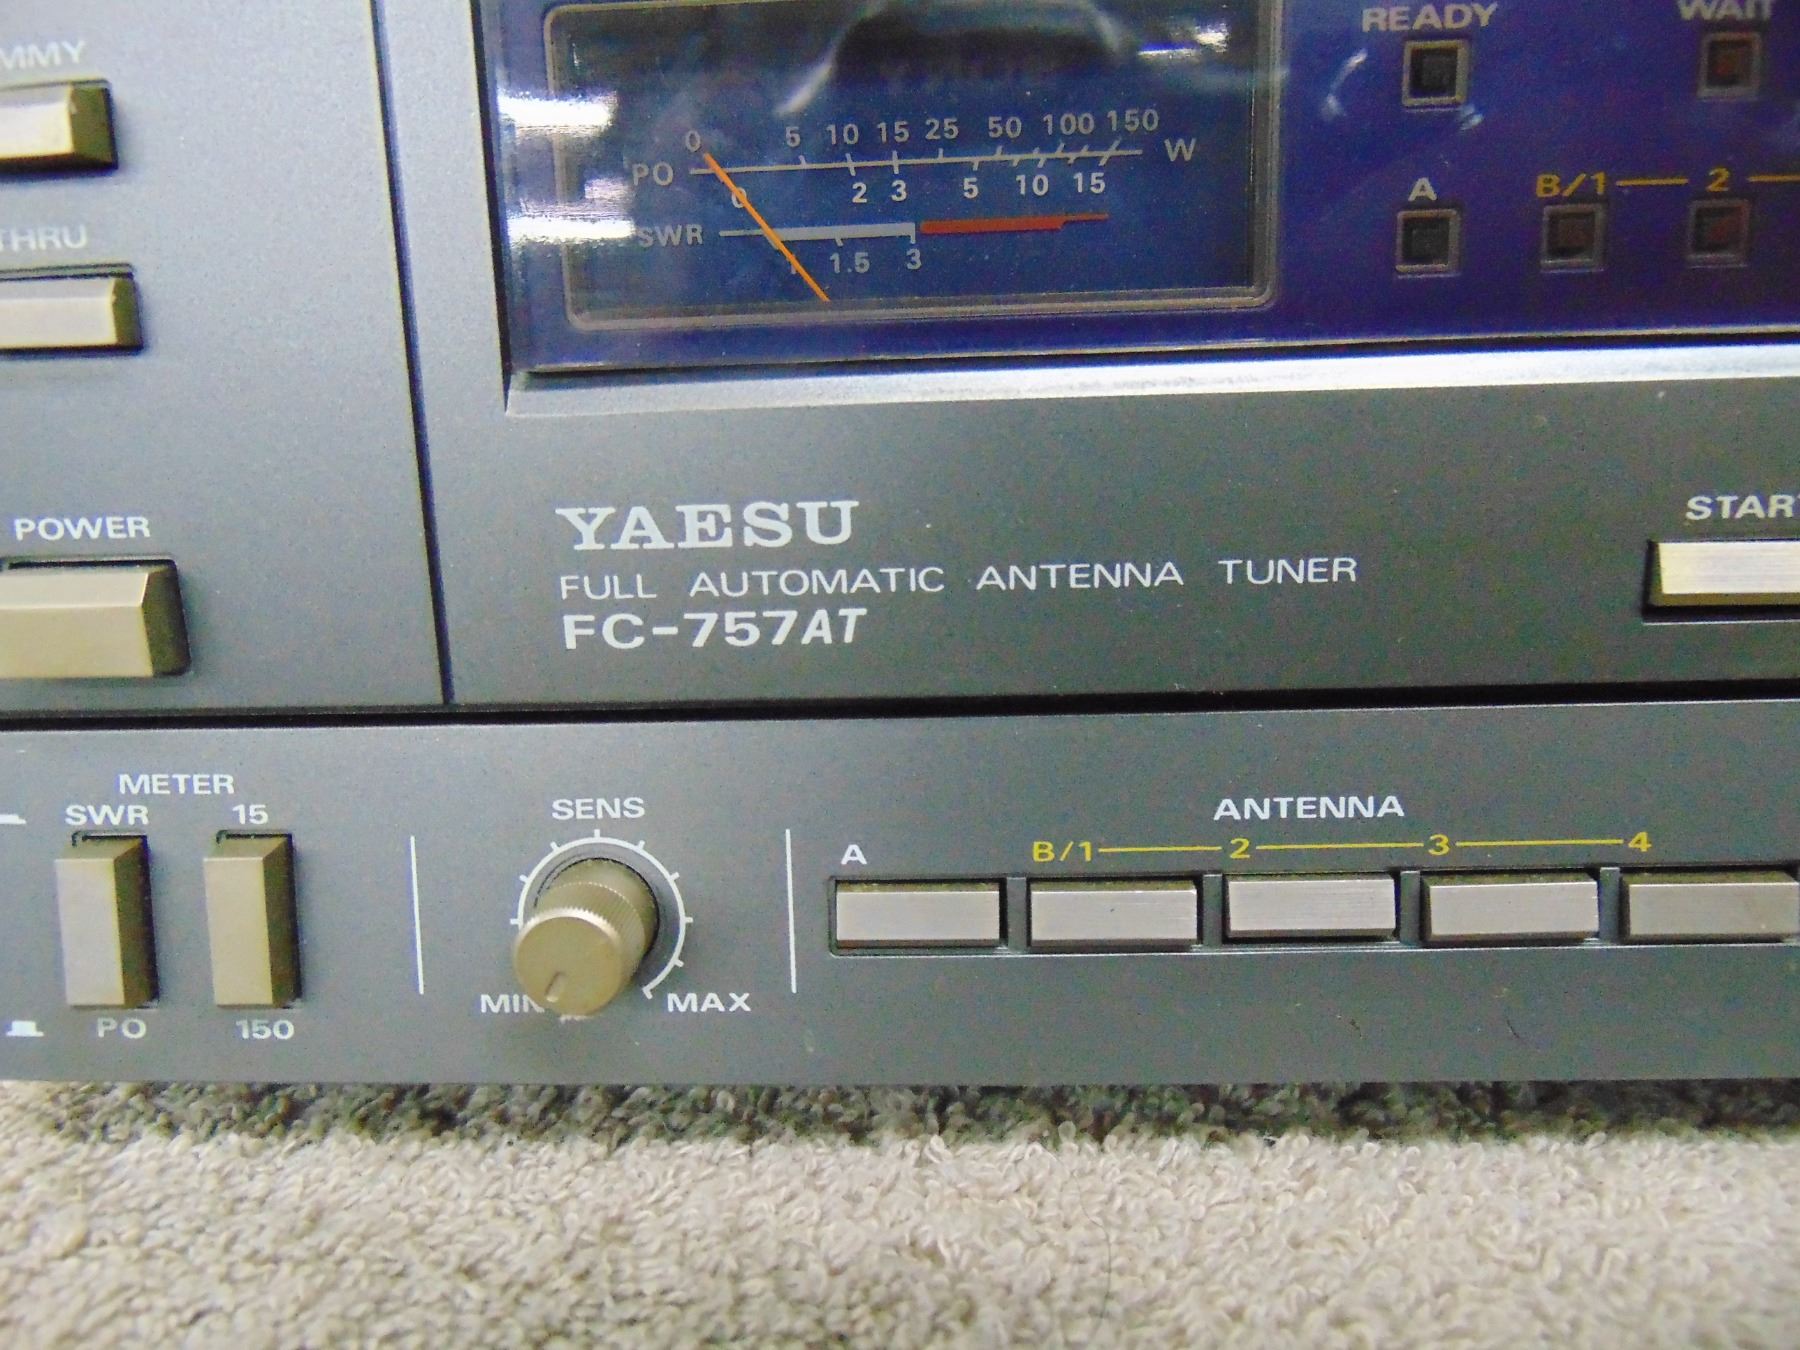 READY WAIT
MMY
0 5 10 15 25 50 100 150
PO W
0 2 3 5 10 15
A B/1 2
THRU
SWR
1 1.5 3
YAESU
POWER
START
FULL AUTOMATIC ANTENNA TUNER
FC-757AT
METER
SWR 15
SENS
ANTENNA
A B/1 2 3 4
MIN MAX
PO 150